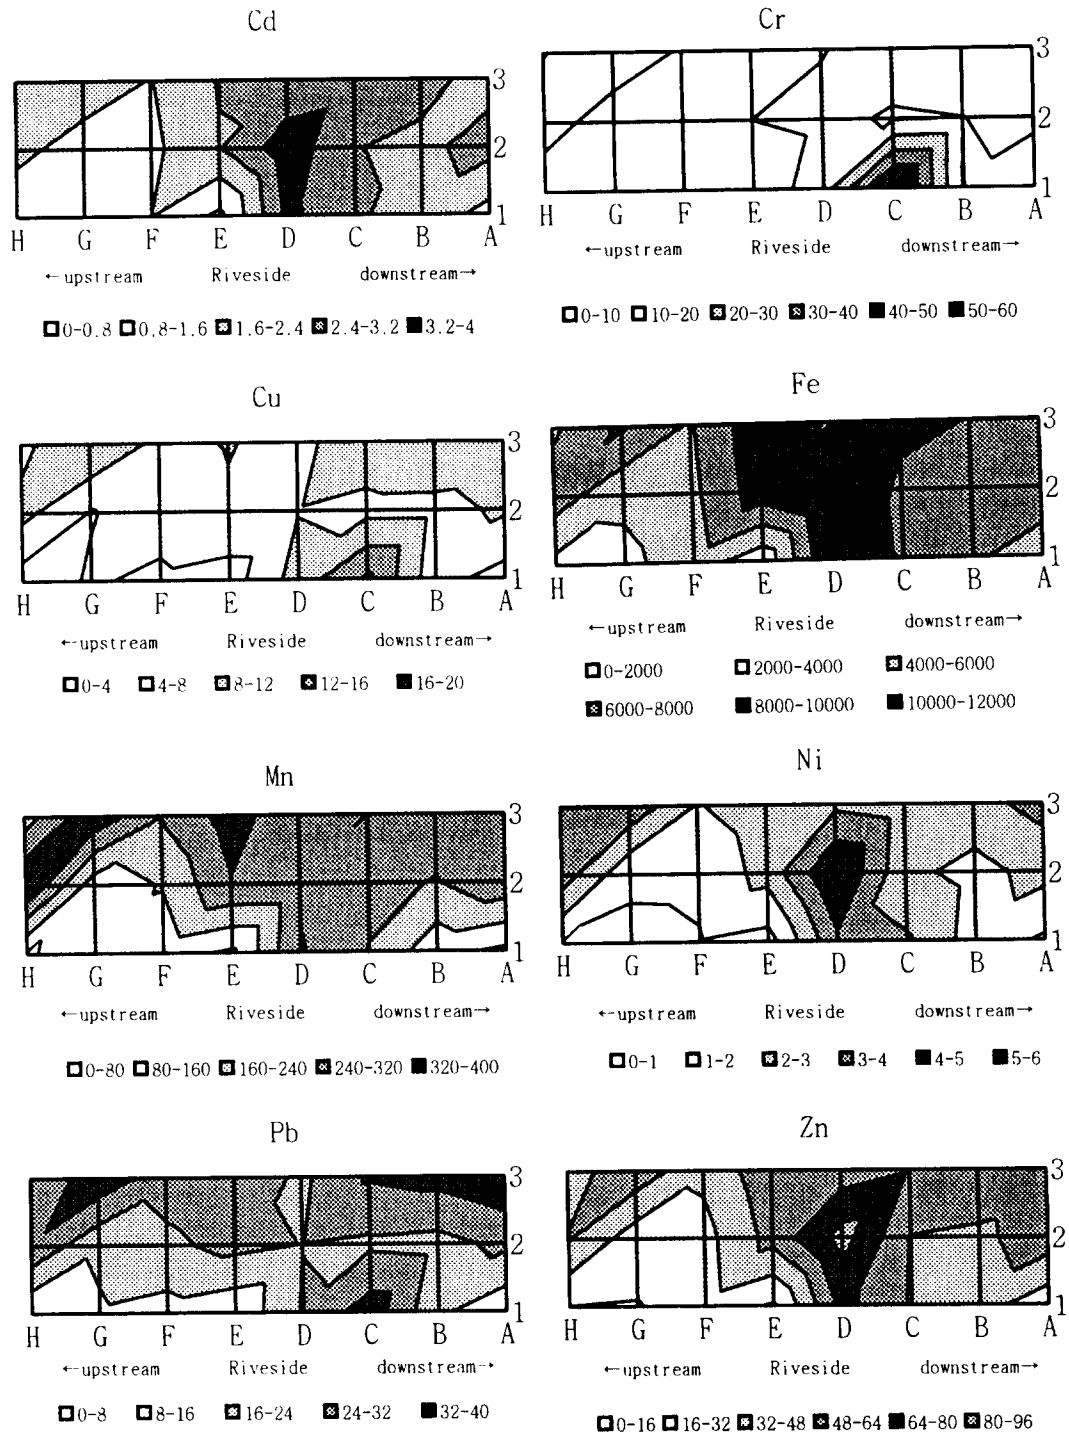 Cd
3
2
1
H G F E D C B A
←upstream Riveside downstream→
0-0.8 0.8-1.6 1.6-2.4 2.4-3.2 3.2-4
Cr
3
2
1
H G F E D C B A
←upstream Riveside downstream→
0-10 10-20 20-30 30-40 40-50 50-60
Cu
3
2
1
H G F E D C B A
←upstream Riveside downstream→
0-4 4-8 8-12 12-16 16-20
Fe
3
2
1
H G F E D C B A
←upstream Riveside downstream→
0-2000 2000-4000 4000-6000
6000-8000 8000-10000 10000-12000
Mn
3
2
1
H G F E D C B A
←upstream Riveside downstream→
0-80 80-160 160-240 240-320 320-400
Ni
3
2
1
H G F E D C B A
←upstream Riveside downstream→
0-1 1-2 2-3 3-4 4-5 5-6
Pb
3
2
1
H G F E D C B A
←upstream Riveside downstream→
0-8 8-16 16-24 24-32 32-40
Zn
3
2
1
H G F E D C B A
←upstream Riveside downstream→
0-16 16-32 32-48 48-64 64-80 80-96